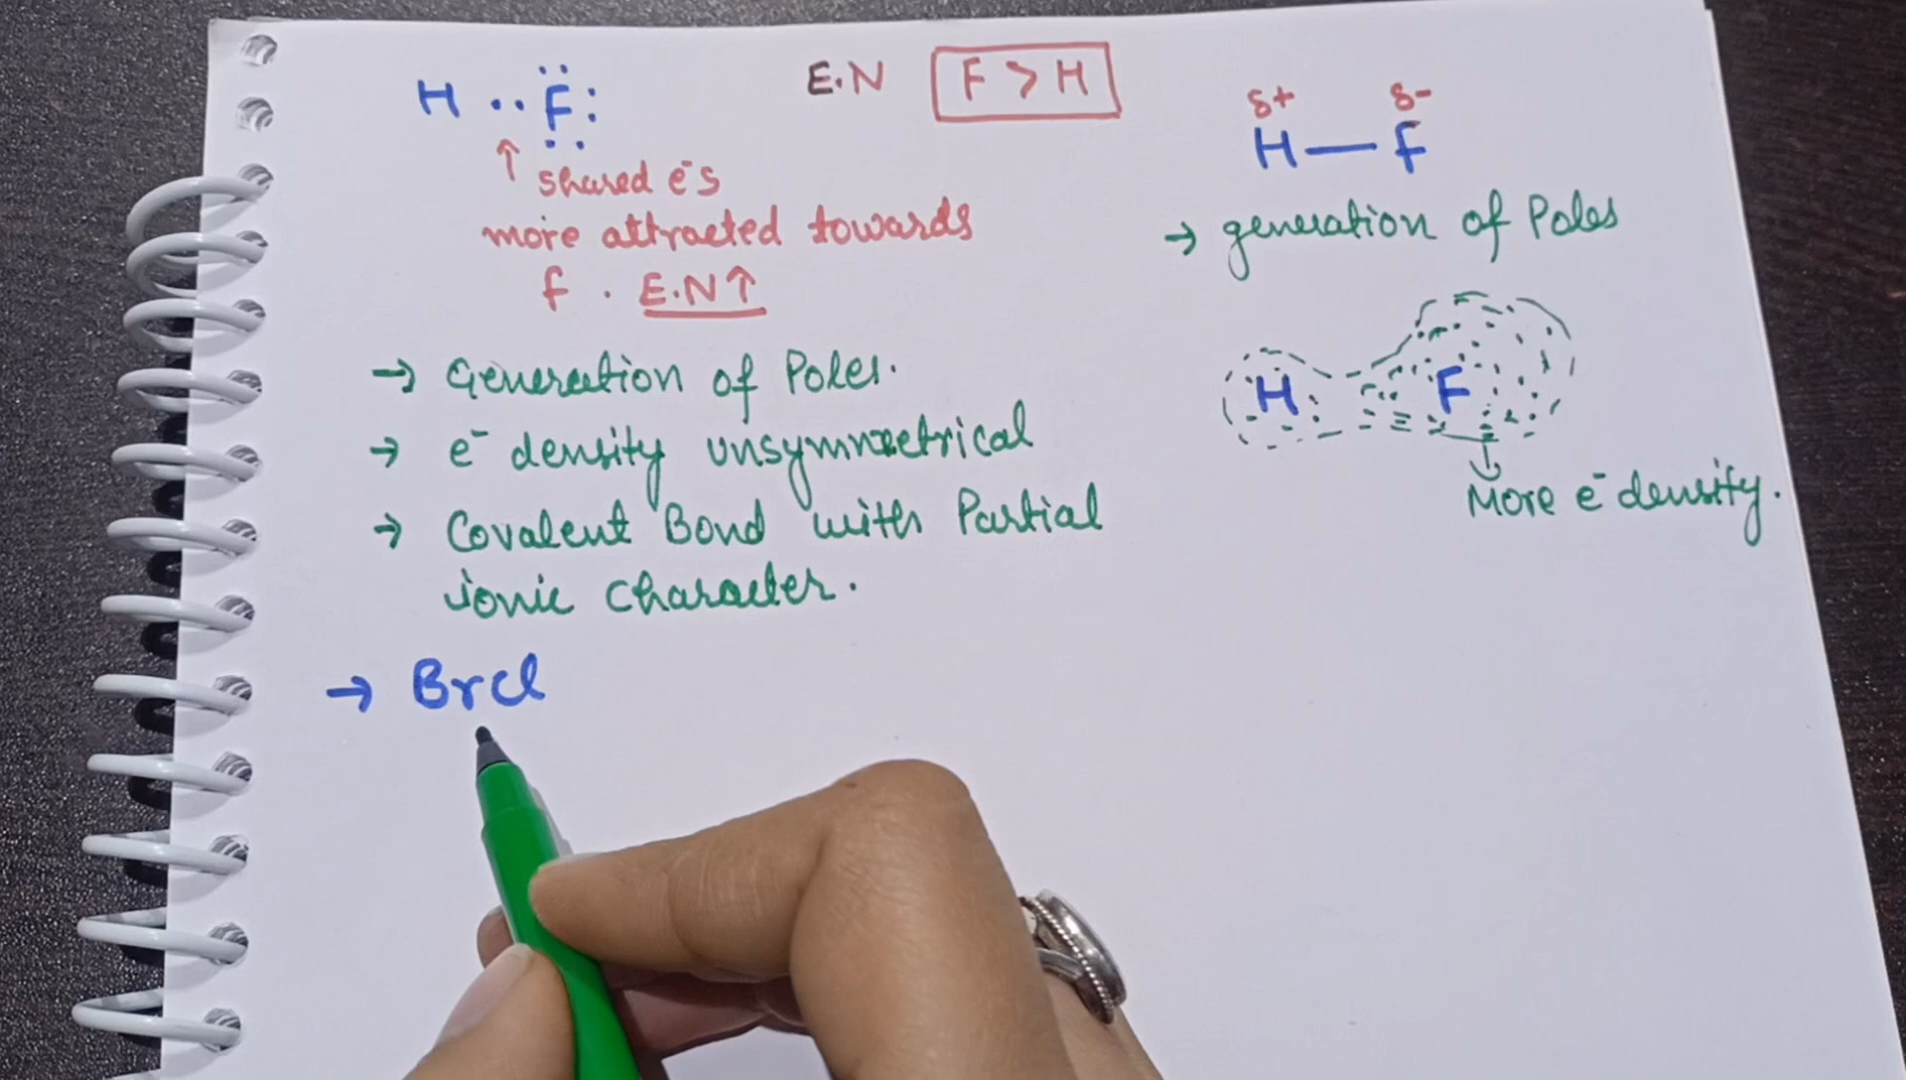 H ·· F̈ :
E.N F > H
↑ shared e⁻s
more attracted towards
F . E.N↑
δ+ δ-
H — F
→ generation of Poles
→ Generation of Poles.
→ e⁻ density unsymmetrical
→ Covalent Bond with Partial
ionic character.
H F
More e⁻ density.
→ BrCl